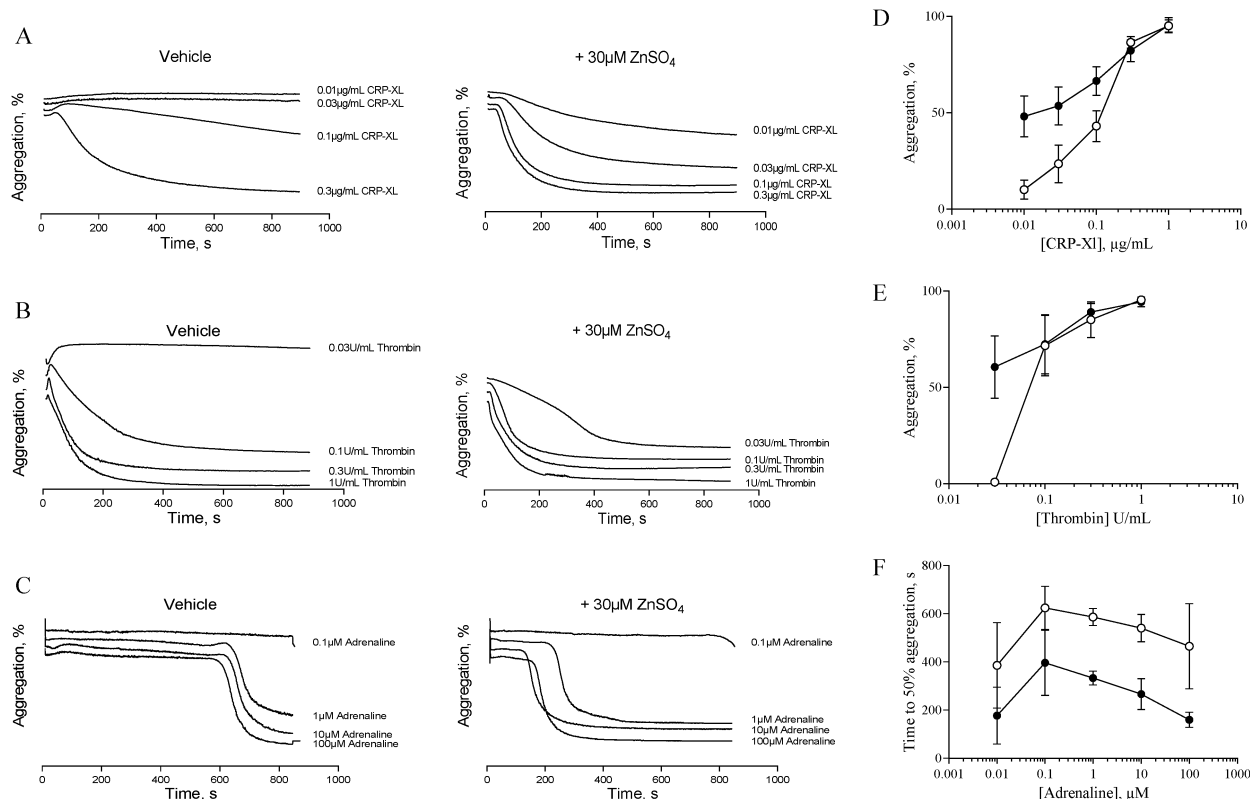 A
Vehicle
Aggregation, %
0.01µg/mL CRP-XL
0.03µg/mL CRP-XL
0.1µg/mL CRP-XL
0.3µg/mL CRP-XL
0 200 400 600 800 1000
Time, s
+ 30µM ZnSO4
Aggregation, %
0.01µg/mL CRP-XL
0.03µg/mL CRP-XL
0.1µg/mL CRP-XL
0.3µg/mL CRP-XL
0 200 400 600 800 1000
Time, s
D
Aggregation, %
100
50
0
0.001 0.01 0.1 1 10
[CRP-Xl], µg/mL
B
Vehicle
Aggregation, %
0.03U/mL Thrombin
0.1U/mL Thrombin
0.3U/mL Thrombin
1U/mL Thrombin
0 200 400 600 800 1000
Time, s
+ 30µM ZnSO4
Aggregation, %
0.03U/mL Thrombin
0.1U/mL Thrombin
0.3U/mL Thrombin
1U/mL Thrombin
0 200 400 600 800 1000
Time, s
E
Aggregation, %
100
50
0
0.01 0.1 1 10
[Thrombin] U/mL
C
Vehicle
Aggregation, %
0.1µM Adrenaline
1µM Adrenaline
10µM Adrenaline
100µM Adrenaline
0 200 400 600 800 1000
Time, s
+ 30µM ZnSO4
Aggregation, %
0.1µM Adrenaline
1µM Adrenaline
10µM Adrenaline
100µM Adrenaline
0 200 400 600 800 1000
Time, s
F
Time to 50% aggregation, s
800
600
400
200
0
0.001 0.01 0.1 1 10 100 1000
[Adrenaline], µM